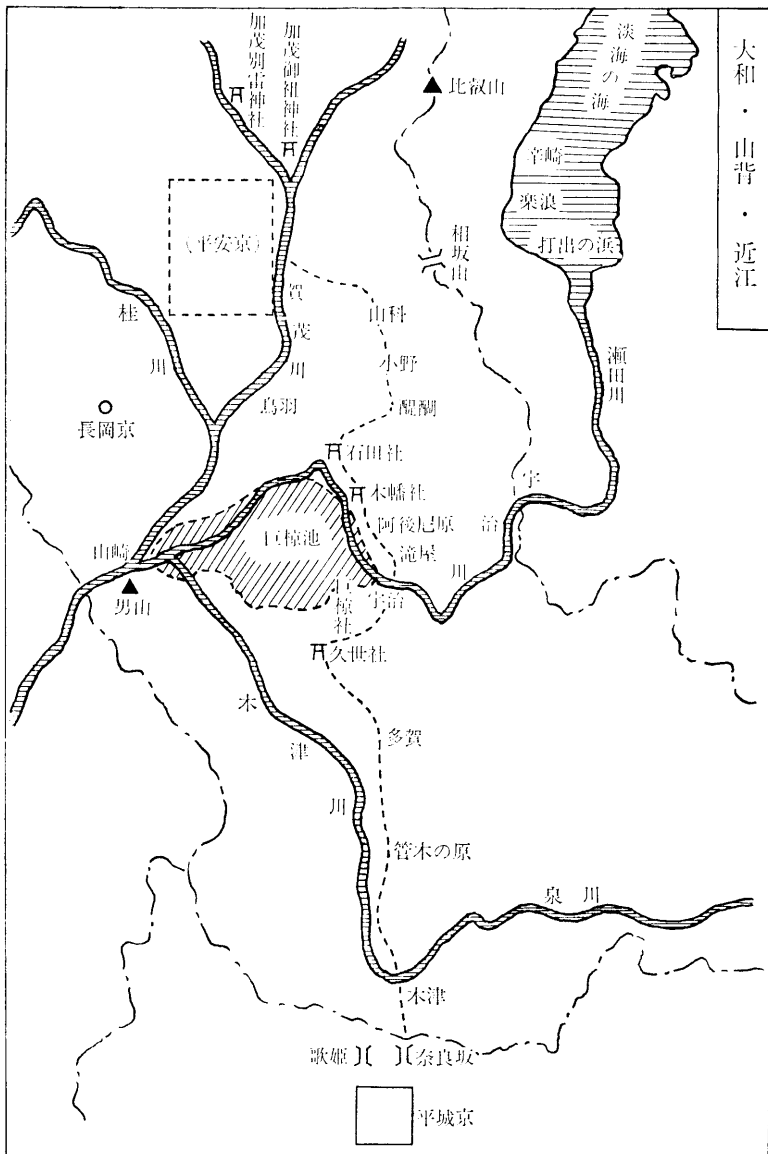 大和・山背・近江
淡海の海
辛崎
楽浪
打出の浜
瀬田川
比叡山
相坂山
加茂御祖神社
加茂別雷神社
(平安京)
賀茂川
桂川
鳥羽
長岡京
山科
小野
醍醐
石田社
木幡社
阿後尼原
滝屋
宇治川
宇治
巨椋池
巨椋社
久世社
山崎
男山
木津川
多賀
管木の原
泉川
木津
歌姫
奈良坂
平城京